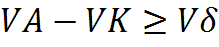 VA − VK ≥ Vδ